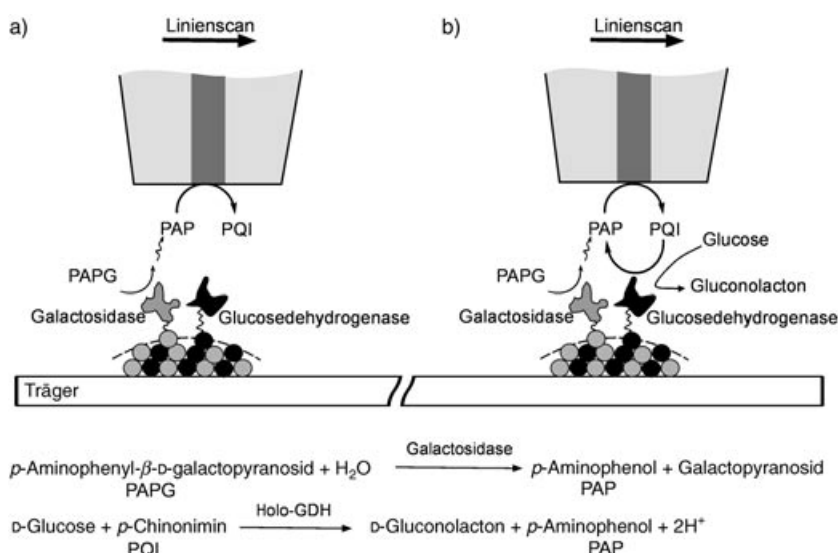 a)
Linienscan
PAP
PQI
PAPG
Galactosidase
Glucosedehydrogenase
b)
Linienscan
PAP
PQI
Glucose
PAPG
Gluconolacton
Galactosidase
Glucosedehydrogenase
Träger
p-Aminophenyl-β-D-galactopyranosid + H₂O Galactosidase p-Aminophenol + Galactopyranosid
PAPG PAP
D-Glucose + p-Chinonimin Holo-GDH D-Gluconolacton + p-Aminophenol + 2H⁺
PQI PAP